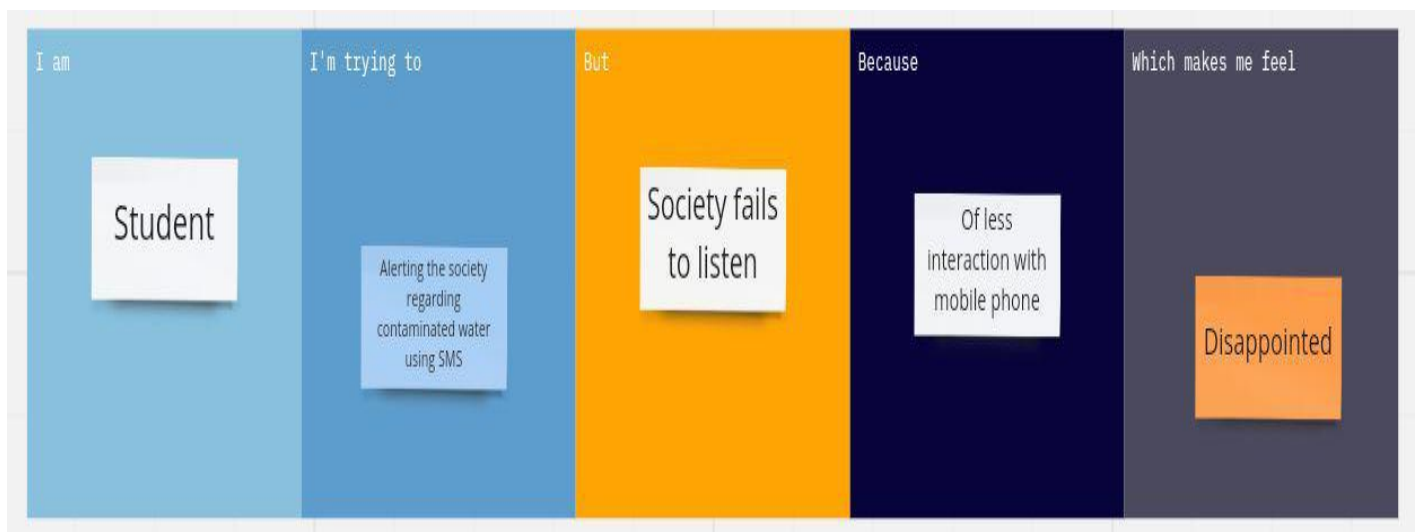 I am
Student
I'm trying to
Alerting the society
regarding
contaminated water
using SMS
But
Society fails
to listen
Because
Of less
interaction with
mobile phone
Which makes me feel
Disappointed